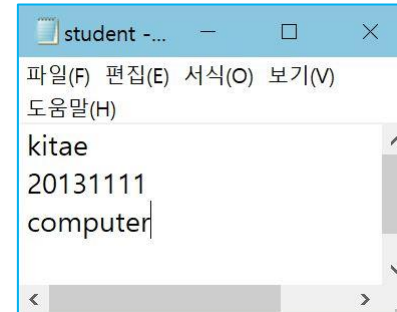 student -...
파일(F) 편집(E) 서식(O) 보기(V)
도움말(H)
kitae
20131111
computer